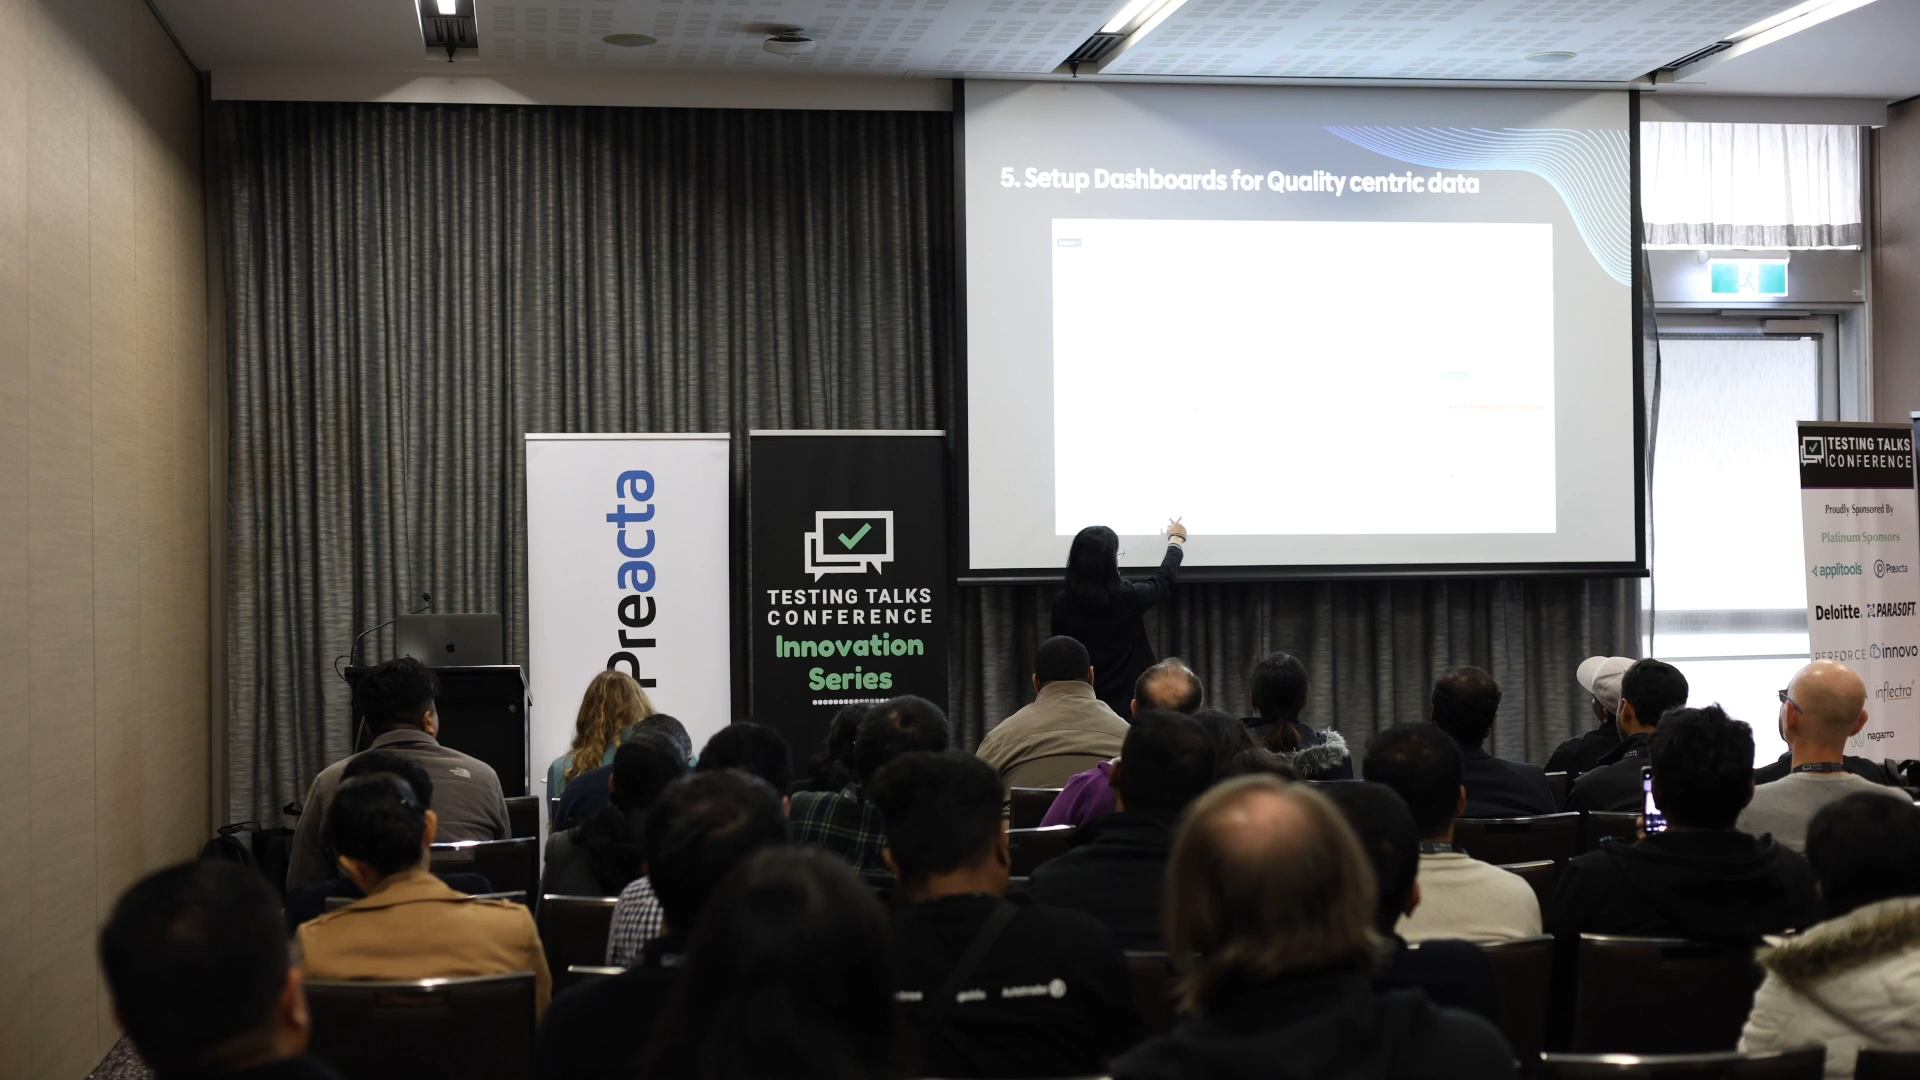 5. Setup Dashboards for Quality centric data
Preacta
TESTING TALKS
CONFERENCE
Innovation
Series
TESTING TALKS
CONFERENCE
Proudly Sponsored By
Platinum Sponsors
applitools
Preacta
Deloitte.
PARASOFT
PERFORCE
innovo
inflectra
nagarro